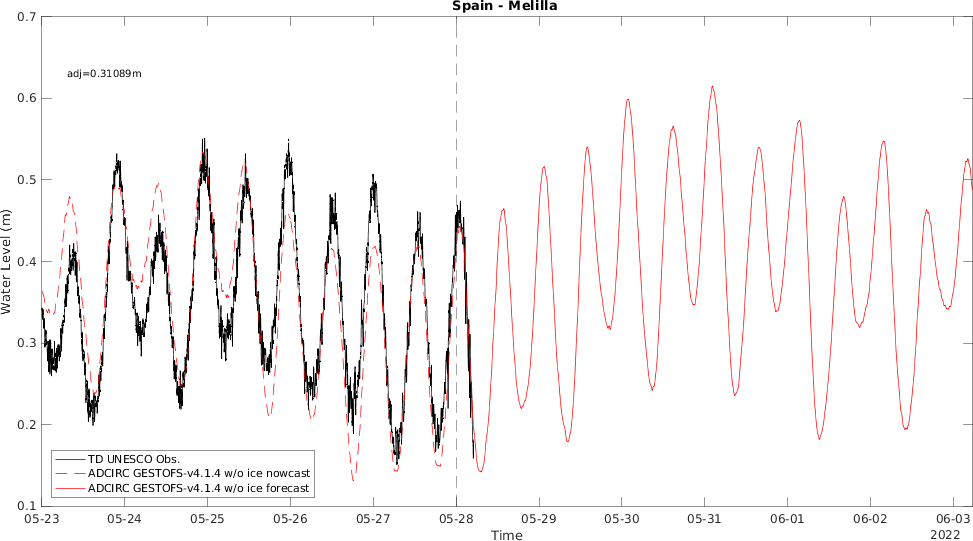 Spain - Melilla
0.7
0.6
0.5
0.4
0.3
0.2
0.1
Water Level (m)
adj=0.31089m
TD UNESCO Obs.
ADCIRC GESTOFS-v4.1.4 w/o ice nowcast
ADCIRC GESTOFS-v4.1.4 w/o ice forecast
05-23 05-24 05-25 05-26 05-27 05-28 05-29 05-30 05-31 06-01 06-02 06-03
Time 2022